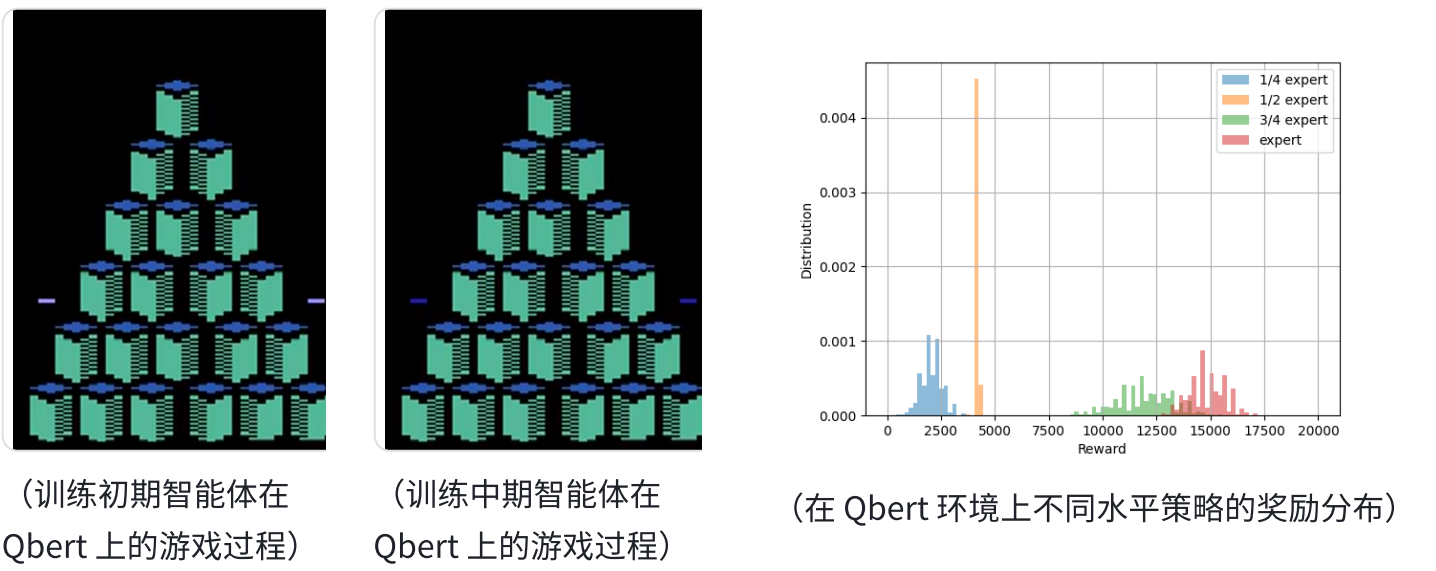 （训练初期智能体在
Qbert 上的游戏过程）
（训练中期智能体在
Qbert 上的游戏过程）
1/4 expert
1/2 expert
3/4 expert
expert
0.004
0.003
0.002
0.001
0.000
Distribution
0 2500 5000 7500 10000 12500 15000 17500 20000
Reward
（在 Qbert 环境上不同水平策略的奖励分布）